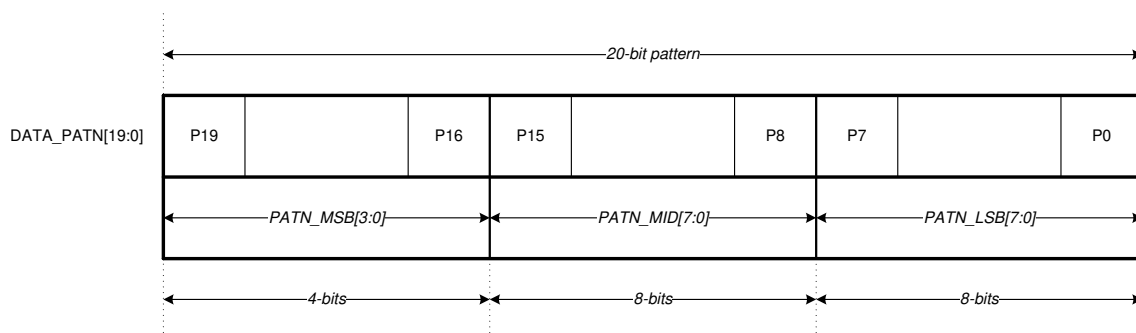 20-bit pattern
DATA_PATN[19:0] P19 P16 P15 P8 P7 P0
PATN_MSB[3:0] PATN_MID[7:0] PATN_LSB[7:0]
4-bits 8-bits 8-bits